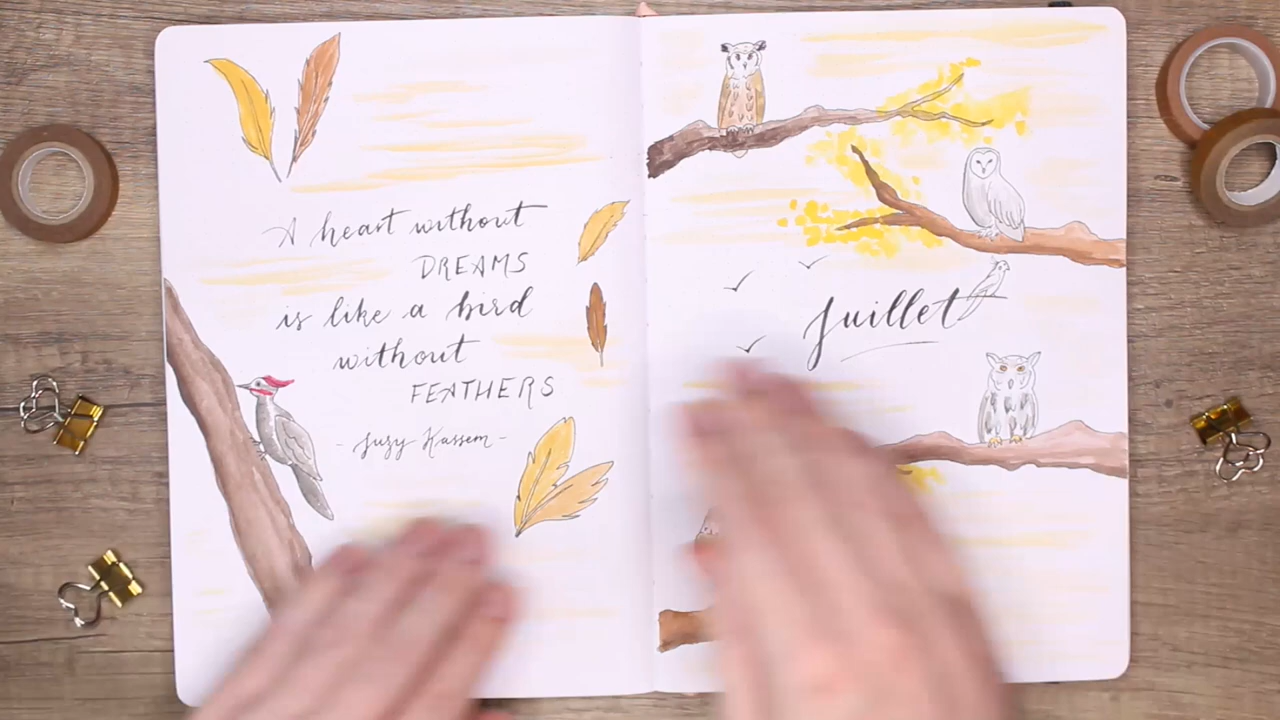 A heart without
DREAMS
is like a bird
without
FEATHERS
- Suzy Kassem -
Juillet